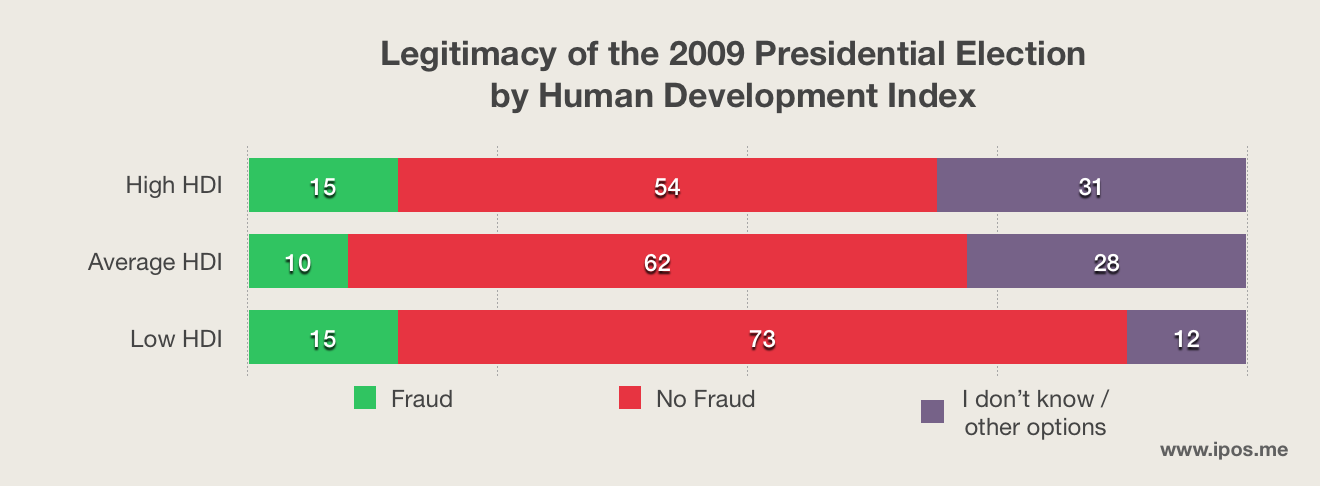 Legitimacy of the 2009 Presidential Election
by Human Development Index
High HDI
15
54
31
Average HDI
10
62
28
Low HDI
15
73
12
Fraud
No Fraud
I don’t know /
other options
www.ipos.me